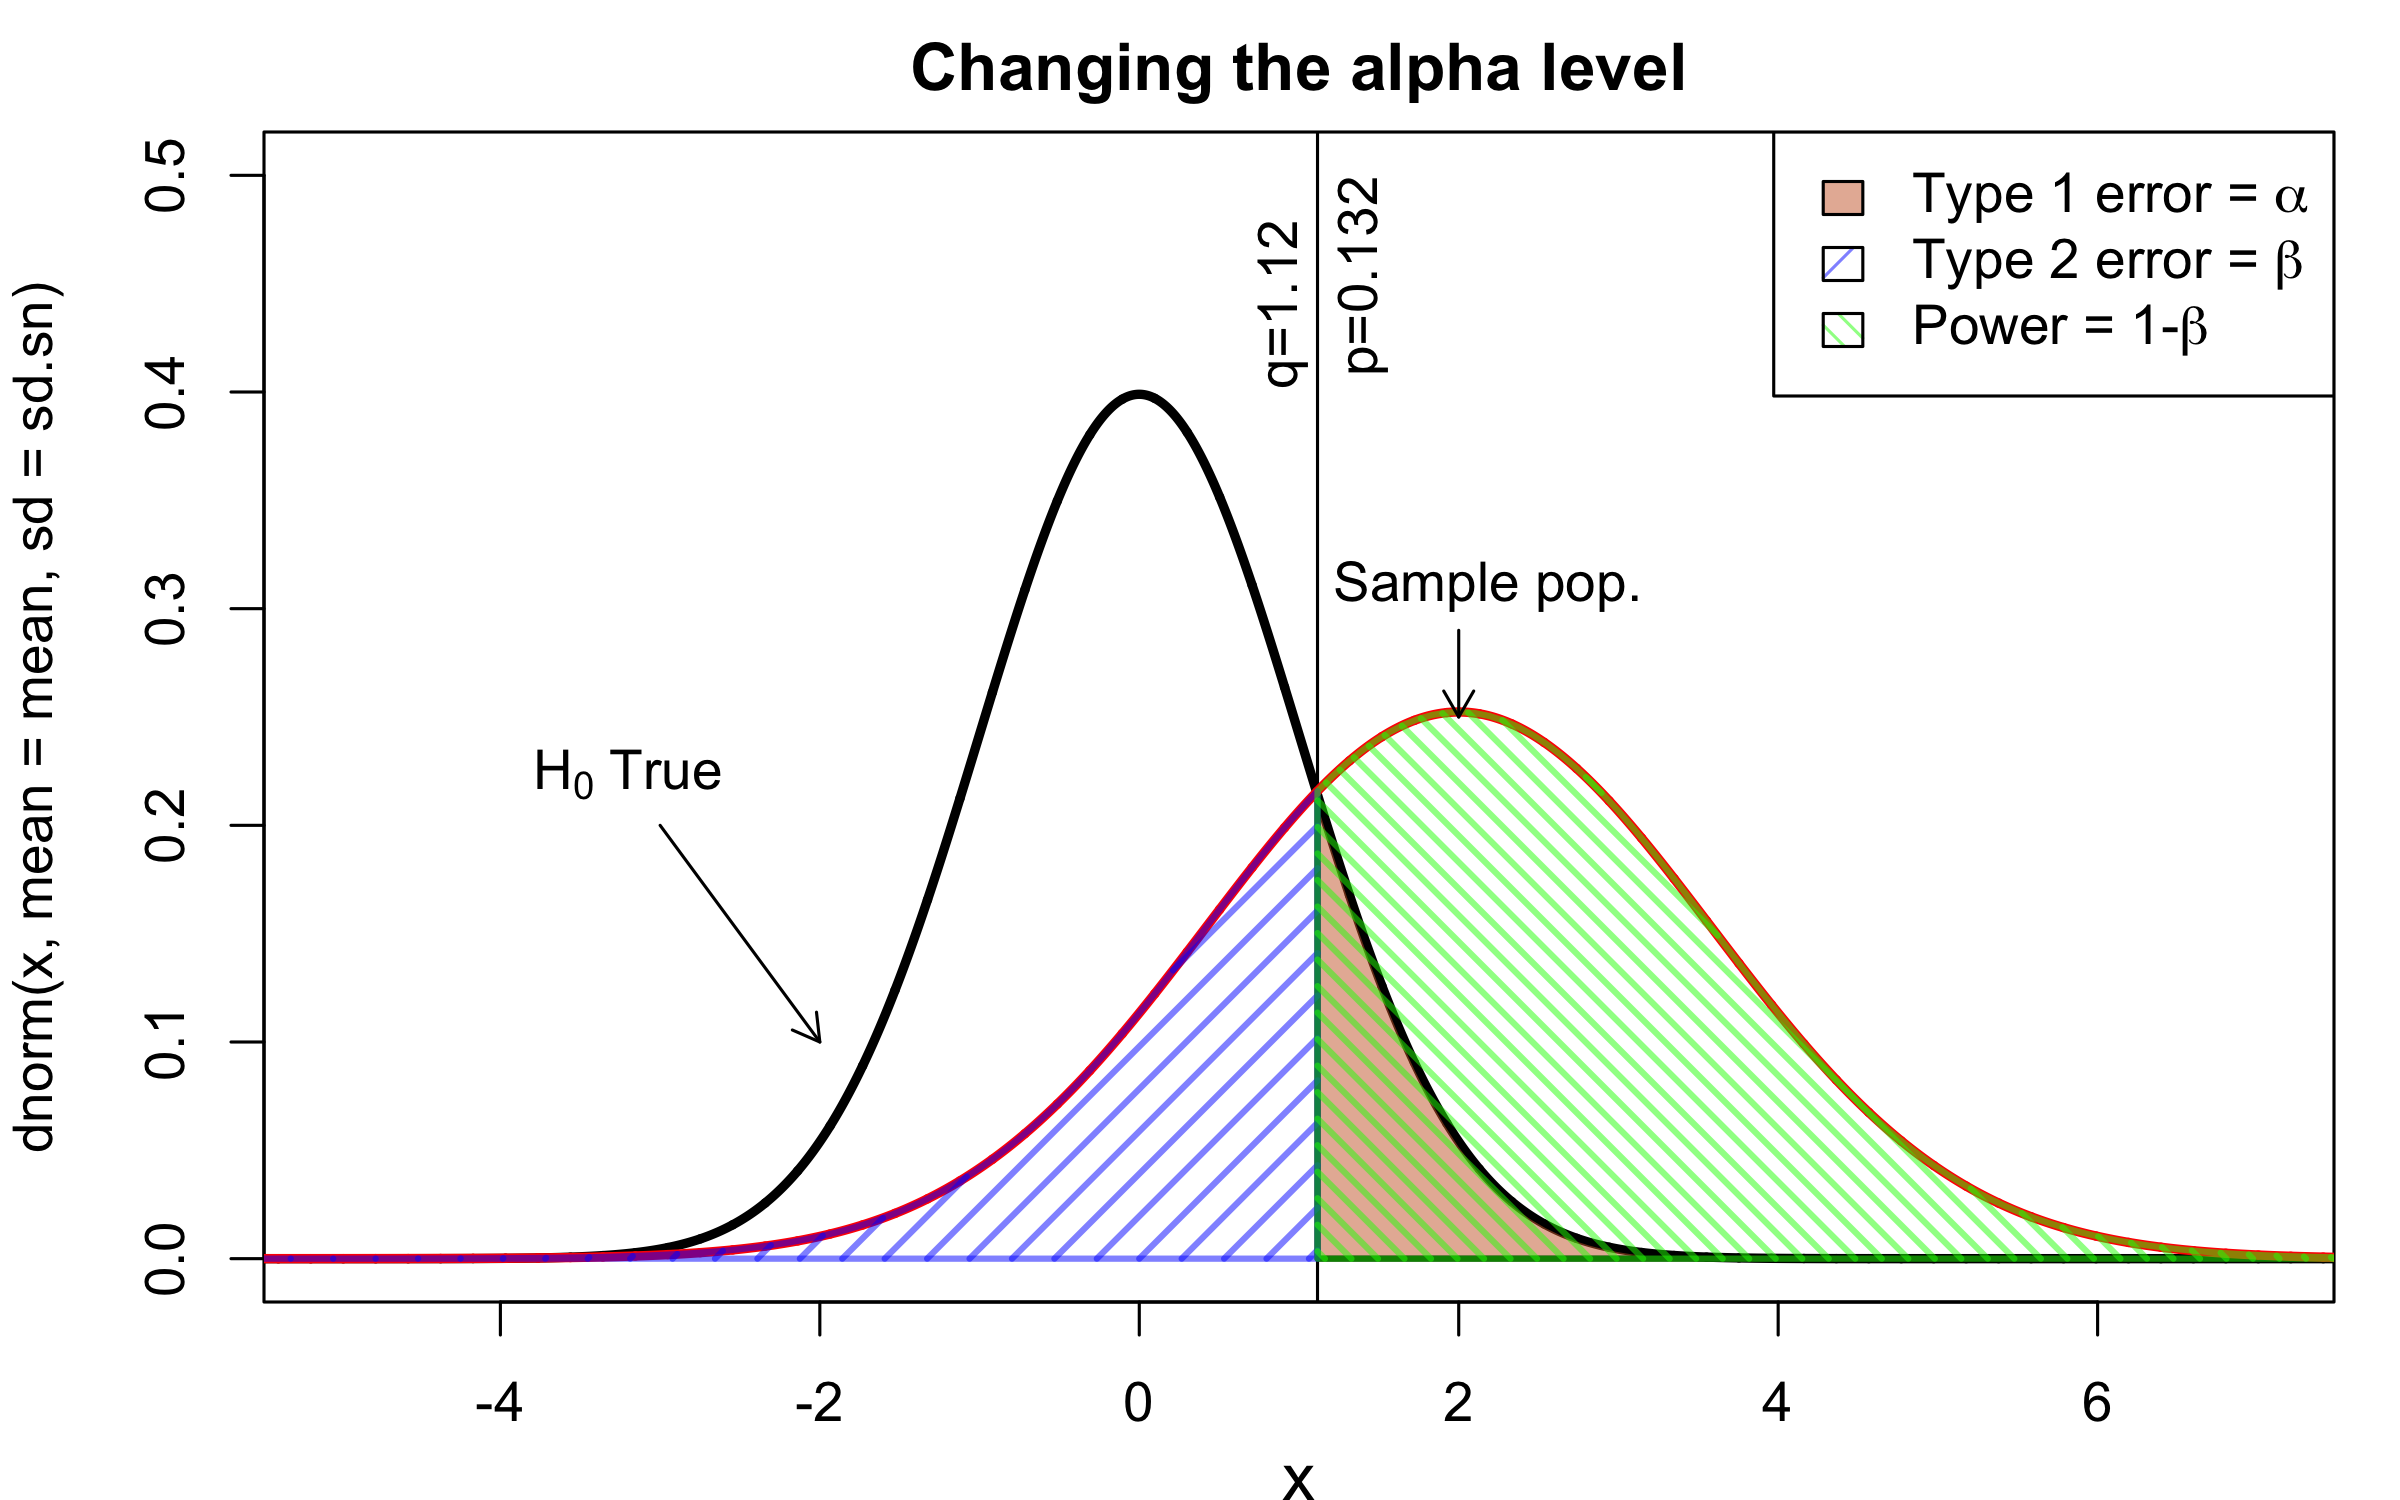 Changing the alpha level
dnorm(x, mean = mean, sd = sd.sn)
0.5
0.4
0.3
0.2
0.1
0.0
q=1.12
p=0.132
Type 1 error = α
Type 2 error = β
Power = 1-β
Sample pop.
H₀ True
-4 -2 0 2 4 6
x